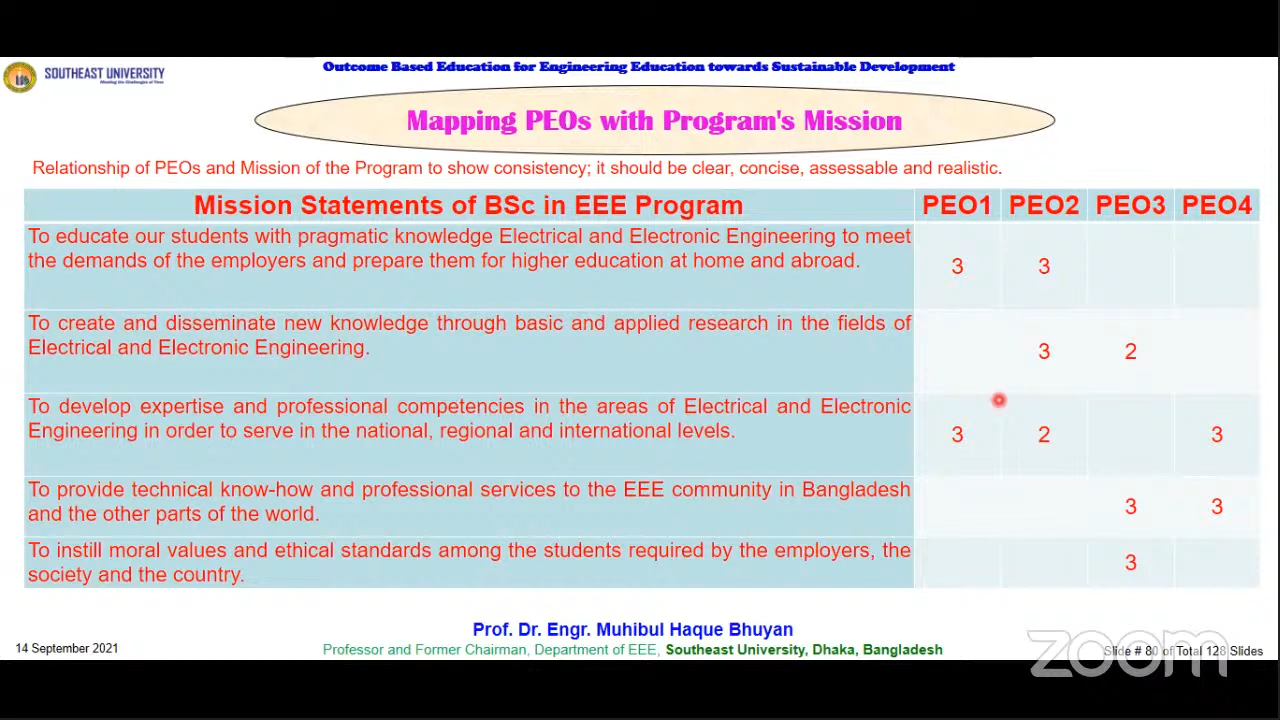 SOUTHEAST UNIVERSITY
Meeting the Challenges of Time
Outcome Based Education for Engineering Education towards Sustainable Development
Mapping PEOs with Program's Mission
Relationship of PEOs and Mission of the Program to show consistency; it should be clear, concise, assessable and realistic.
Mission Statements of BSc in EEE Program PEO1 PEO2 PEO3 PEO4
To educate our students with pragmatic knowledge Electrical and Electronic Engineering to meet
the demands of the employers and prepare them for higher education at home and abroad.
3 3
To create and disseminate new knowledge through basic and applied research in the fields of
Electrical and Electronic Engineering.
3 2
To develop expertise and professional competencies in the areas of Electrical and Electronic
Engineering in order to serve in the national, regional and international levels.
3 2 3
To provide technical know-how and professional services to the EEE community in Bangladesh
and the other parts of the world.
3 3
To instill moral values and ethical standards among the students required by the employers, the
society and the country.
3
Prof. Dr. Engr. Muhibul Haque Bhuyan
14 September 2021
Professor and Former Chairman, Department of EEE, Southeast University, Dhaka, Bangladesh
Slide # 80 of Total 128 Slides
zoom